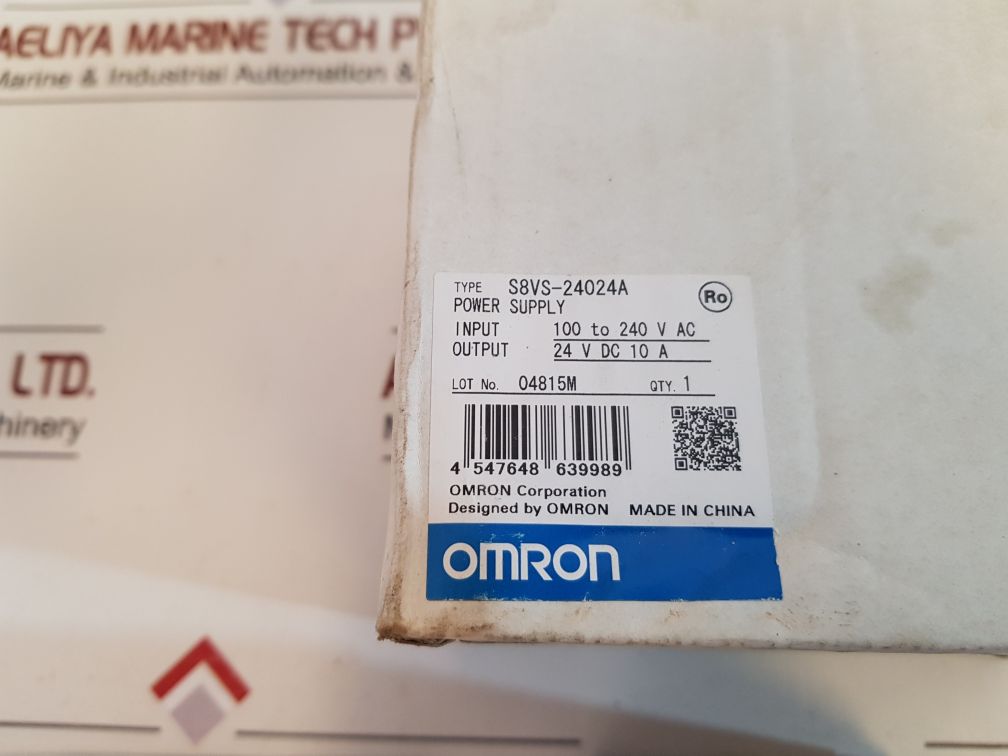 AELIYA MARINE TECH P
Marine & Industrial Automation &
LTD.
hinery
TYPE S8VS-24024A
Ro
POWER SUPPLY
INPUT 100 to 240 V AC
OUTPUT 24 V DC 10 A
LOT No. 04815M QTY. 1
4 547648 639989
OMRON Corporation
Designed by OMRON MADE IN CHINA
OMRON